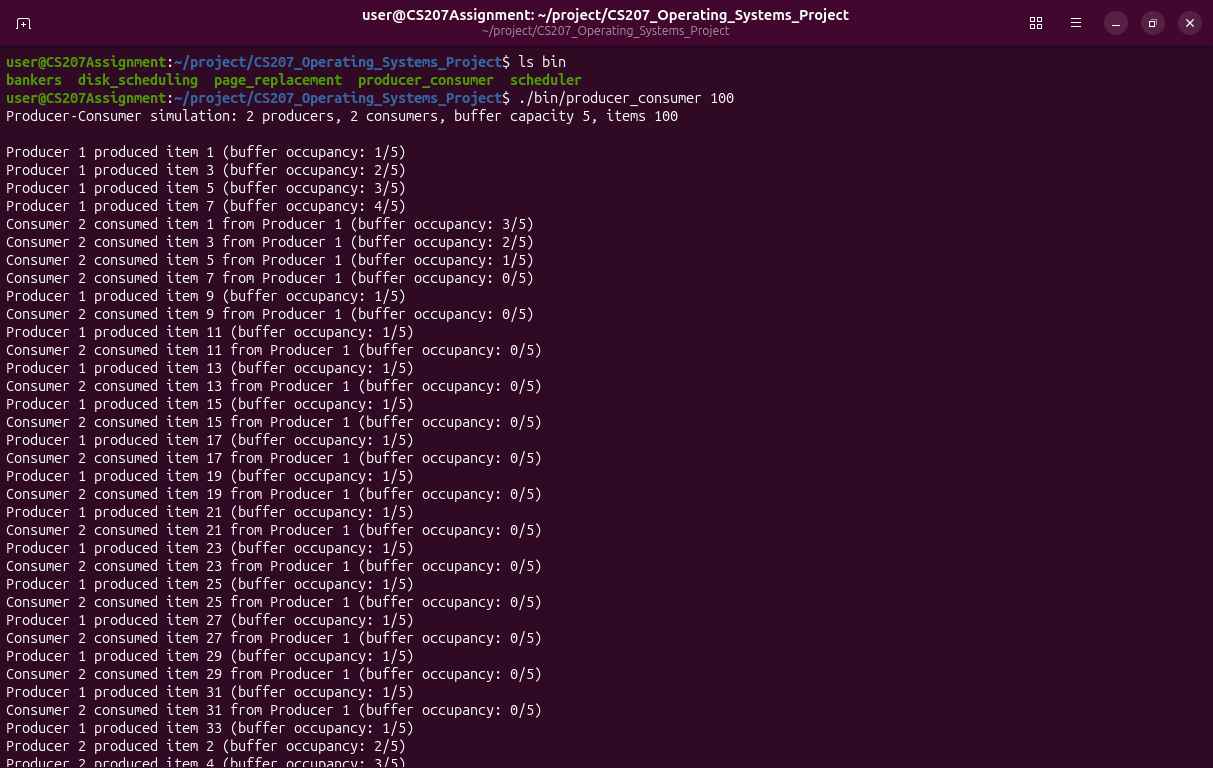 user@CS207Assignment: ~/project/CS207_Operating_Systems_Project
~/project/CS207_Operating_Systems_Project
user@CS207Assignment:~/project/CS207_Operating_Systems_Project$ ls bin
bankers  disk_scheduling  page_replacement  producer_consumer  scheduler
user@CS207Assignment:~/project/CS207_Operating_Systems_Project$ ./bin/producer_consumer 100
Producer-Consumer simulation: 2 producers, 2 consumers, buffer capacity 5, items 100
Producer 1 produced item 1 (buffer occupancy: 1/5)
Producer 1 produced item 3 (buffer occupancy: 2/5)
Producer 1 produced item 5 (buffer occupancy: 3/5)
Producer 1 produced item 7 (buffer occupancy: 4/5)
Consumer 2 consumed item 1 from Producer 1 (buffer occupancy: 3/5)
Consumer 2 consumed item 3 from Producer 1 (buffer occupancy: 2/5)
Consumer 2 consumed item 5 from Producer 1 (buffer occupancy: 1/5)
Consumer 2 consumed item 7 from Producer 1 (buffer occupancy: 0/5)
Producer 1 produced item 9 (buffer occupancy: 1/5)
Consumer 2 consumed item 9 from Producer 1 (buffer occupancy: 0/5)
Producer 1 produced item 11 (buffer occupancy: 1/5)
Consumer 2 consumed item 11 from Producer 1 (buffer occupancy: 0/5)
Producer 1 produced item 13 (buffer occupancy: 1/5)
Consumer 2 consumed item 13 from Producer 1 (buffer occupancy: 0/5)
Producer 1 produced item 15 (buffer occupancy: 1/5)
Consumer 2 consumed item 15 from Producer 1 (buffer occupancy: 0/5)
Producer 1 produced item 17 (buffer occupancy: 1/5)
Consumer 2 consumed item 17 from Producer 1 (buffer occupancy: 0/5)
Producer 1 produced item 19 (buffer occupancy: 1/5)
Consumer 2 consumed item 19 from Producer 1 (buffer occupancy: 0/5)
Producer 1 produced item 21 (buffer occupancy: 1/5)
Consumer 2 consumed item 21 from Producer 1 (buffer occupancy: 0/5)
Producer 1 produced item 23 (buffer occupancy: 1/5)
Consumer 2 consumed item 23 from Producer 1 (buffer occupancy: 0/5)
Producer 1 produced item 25 (buffer occupancy: 1/5)
Consumer 2 consumed item 25 from Producer 1 (buffer occupancy: 0/5)
Producer 1 produced item 27 (buffer occupancy: 1/5)
Consumer 2 consumed item 27 from Producer 1 (buffer occupancy: 0/5)
Producer 1 produced item 29 (buffer occupancy: 1/5)
Consumer 2 consumed item 29 from Producer 1 (buffer occupancy: 0/5)
Producer 1 produced item 31 (buffer occupancy: 1/5)
Consumer 2 consumed item 31 from Producer 1 (buffer occupancy: 0/5)
Producer 1 produced item 33 (buffer occupancy: 1/5)
Producer 2 produced item 2 (buffer occupancy: 2/5)
Producer 2 produced item 4 (buffer occupancy: 3/5)